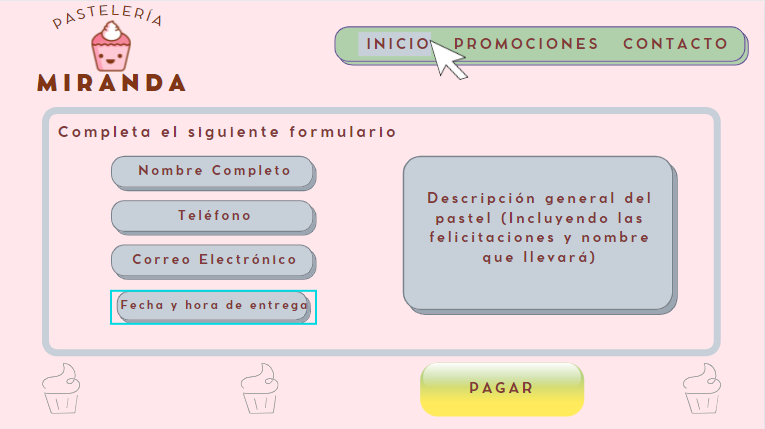 PASTELERÍA
MIRANDA
INICIO PROMOCIONES CONTACTO
Completa el siguiente formulario
Nombre Completo
Teléfono
Correo Electrónico
Fecha y hora de entrega
Descripción general del
pastel (Incluyendo las
felicitaciones y nombre
que llevará)
PAGAR